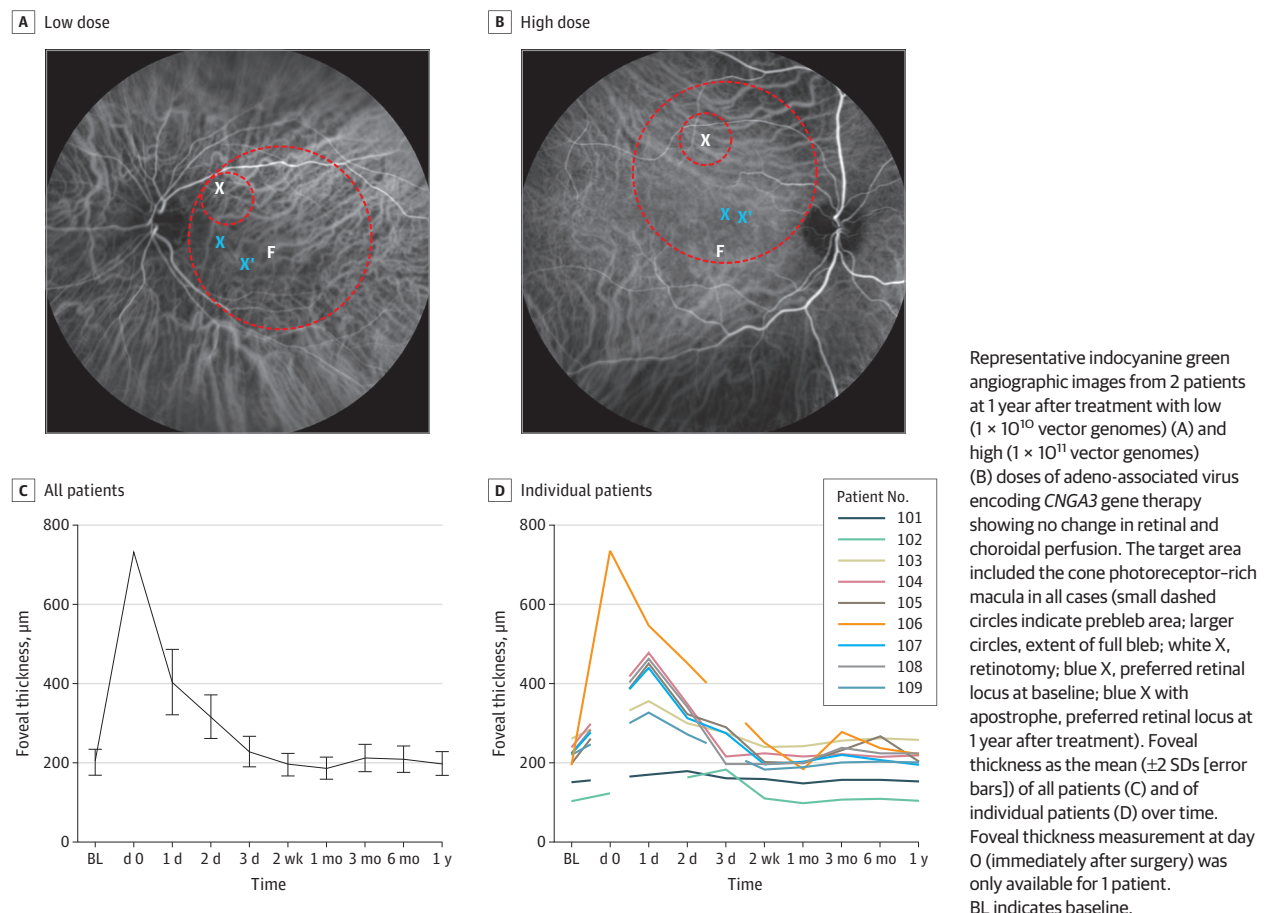 A Low dose
B High dose
X
F
X
X'
X
X X'
F
C All patients
800
600
400
200
0
Foveal thickness, µm
BL d 0 1 d 2 d 3 d 2 wk 1 mo 3 mo 6 mo 1 y
Time
D Individual patients
800
600
400
200
0
Foveal thickness, µm
BL d 0 1 d 2 d 3 d 2 wk 1 mo 3 mo 6 mo 1 y
Time
Patient No.
101
102
103
104
105
106
107
108
109
Representative indocyanine green
angiographic images from 2 patients
at 1 year after treatment with low
(1 × 10¹⁰ vector genomes) (A) and
high (1 × 10¹¹ vector genomes)
(B) doses of adeno-associated virus
encoding CNGA3 gene therapy
showing no change in retinal and
choroidal perfusion. The target area
included the cone photoreceptor–rich
macula in all cases (small dashed
circles indicate prebleb area; larger
circles, extent of full bleb; white X,
retinotomy; blue X, preferred retinal
locus at baseline; blue X with
apostrophe, preferred retinal locus at
1 year after treatment). Foveal
thickness as the mean (±2 SDs [error
bars]) of all patients (C) and of
individual patients (D) over time.
Foveal thickness measurement at day
0 (immediately after surgery) was
only available for 1 patient.
BL indicates baseline.